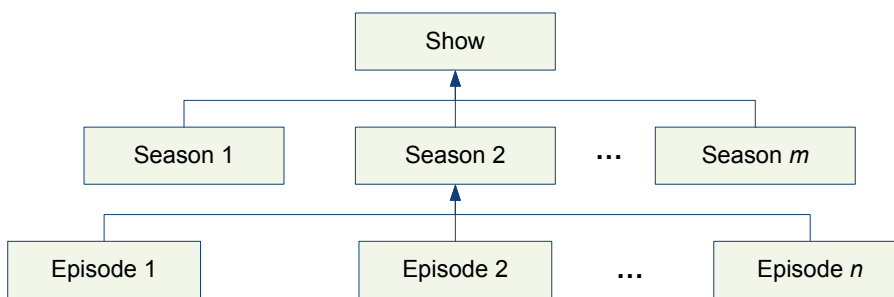 Show
Season 1
Season 2
...
Season m
Episode 1
Episode 2
...
Episode n